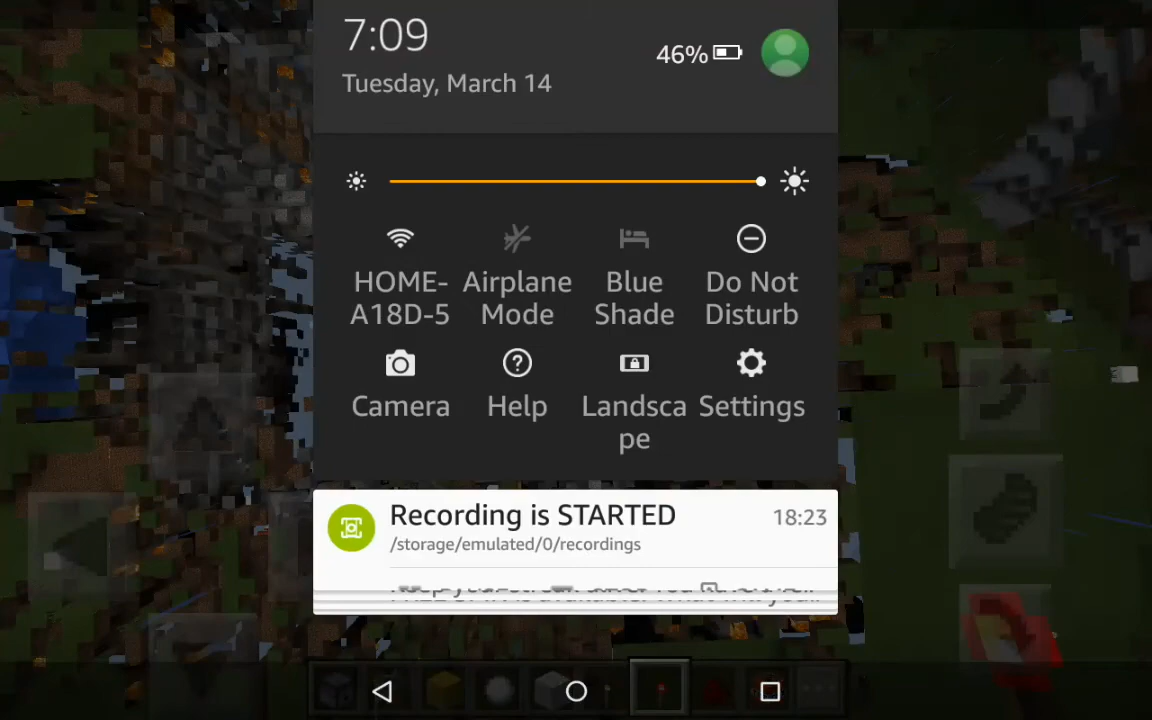 7:09
46%
Tuesday, March 14
HOME-
A18D-5
Airplane
Mode
Blue
Shade
Do Not
Disturb
Camera
Help
Landsca
pe
Settings
Recording is STARTED
18:23
/storage/emulated/0/recordings